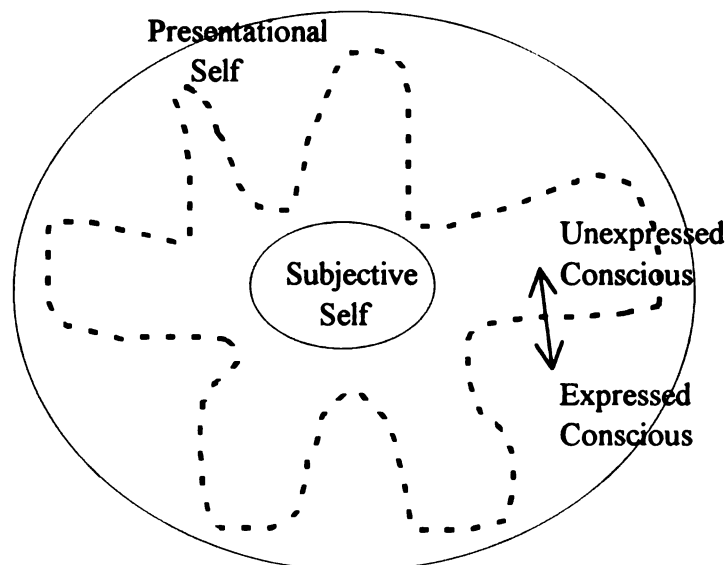 Presentational
Self
Subjective
Self
Unexpressed
Conscious
Expressed
Conscious